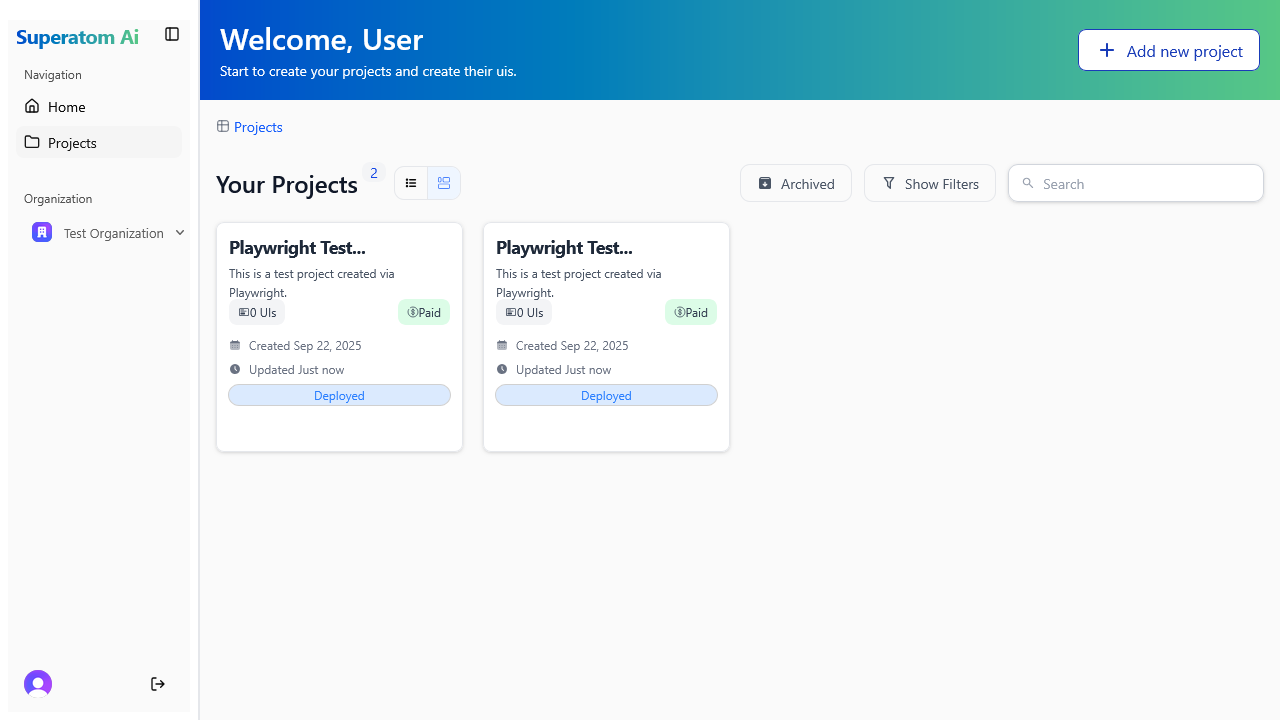 Superatom Ai
Navigation
Home
Projects
Organization
Test Organization
Welcome, User
Start to create your projects and create their uis.
Add new project
Projects
Your Projects 2
Archived
Show Filters
Search
Playwright Test...
This is a test project created via
Playwright.
0 UIs
Paid
Created Sep 22, 2025
Updated Just now
Deployed
Playwright Test...
This is a test project created via
Playwright.
0 UIs
Paid
Created Sep 22, 2025
Updated Just now
Deployed